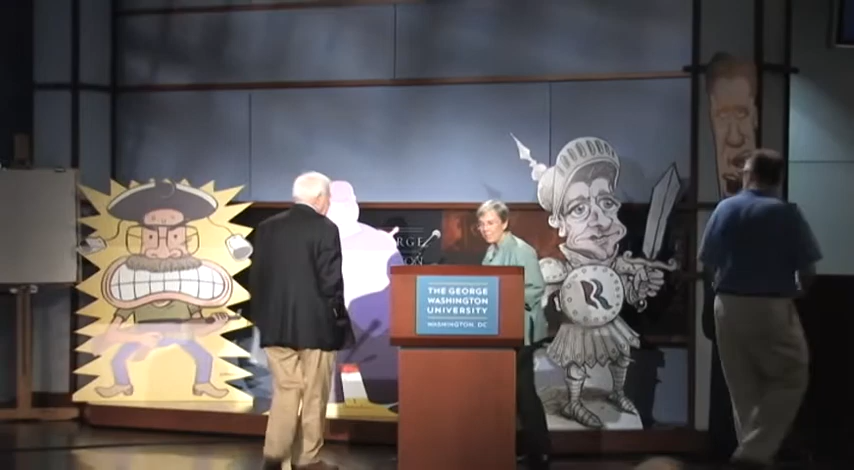 THE GEORGE
WASHINGTON
UNIVERSITY
WASHINGTON DC
R